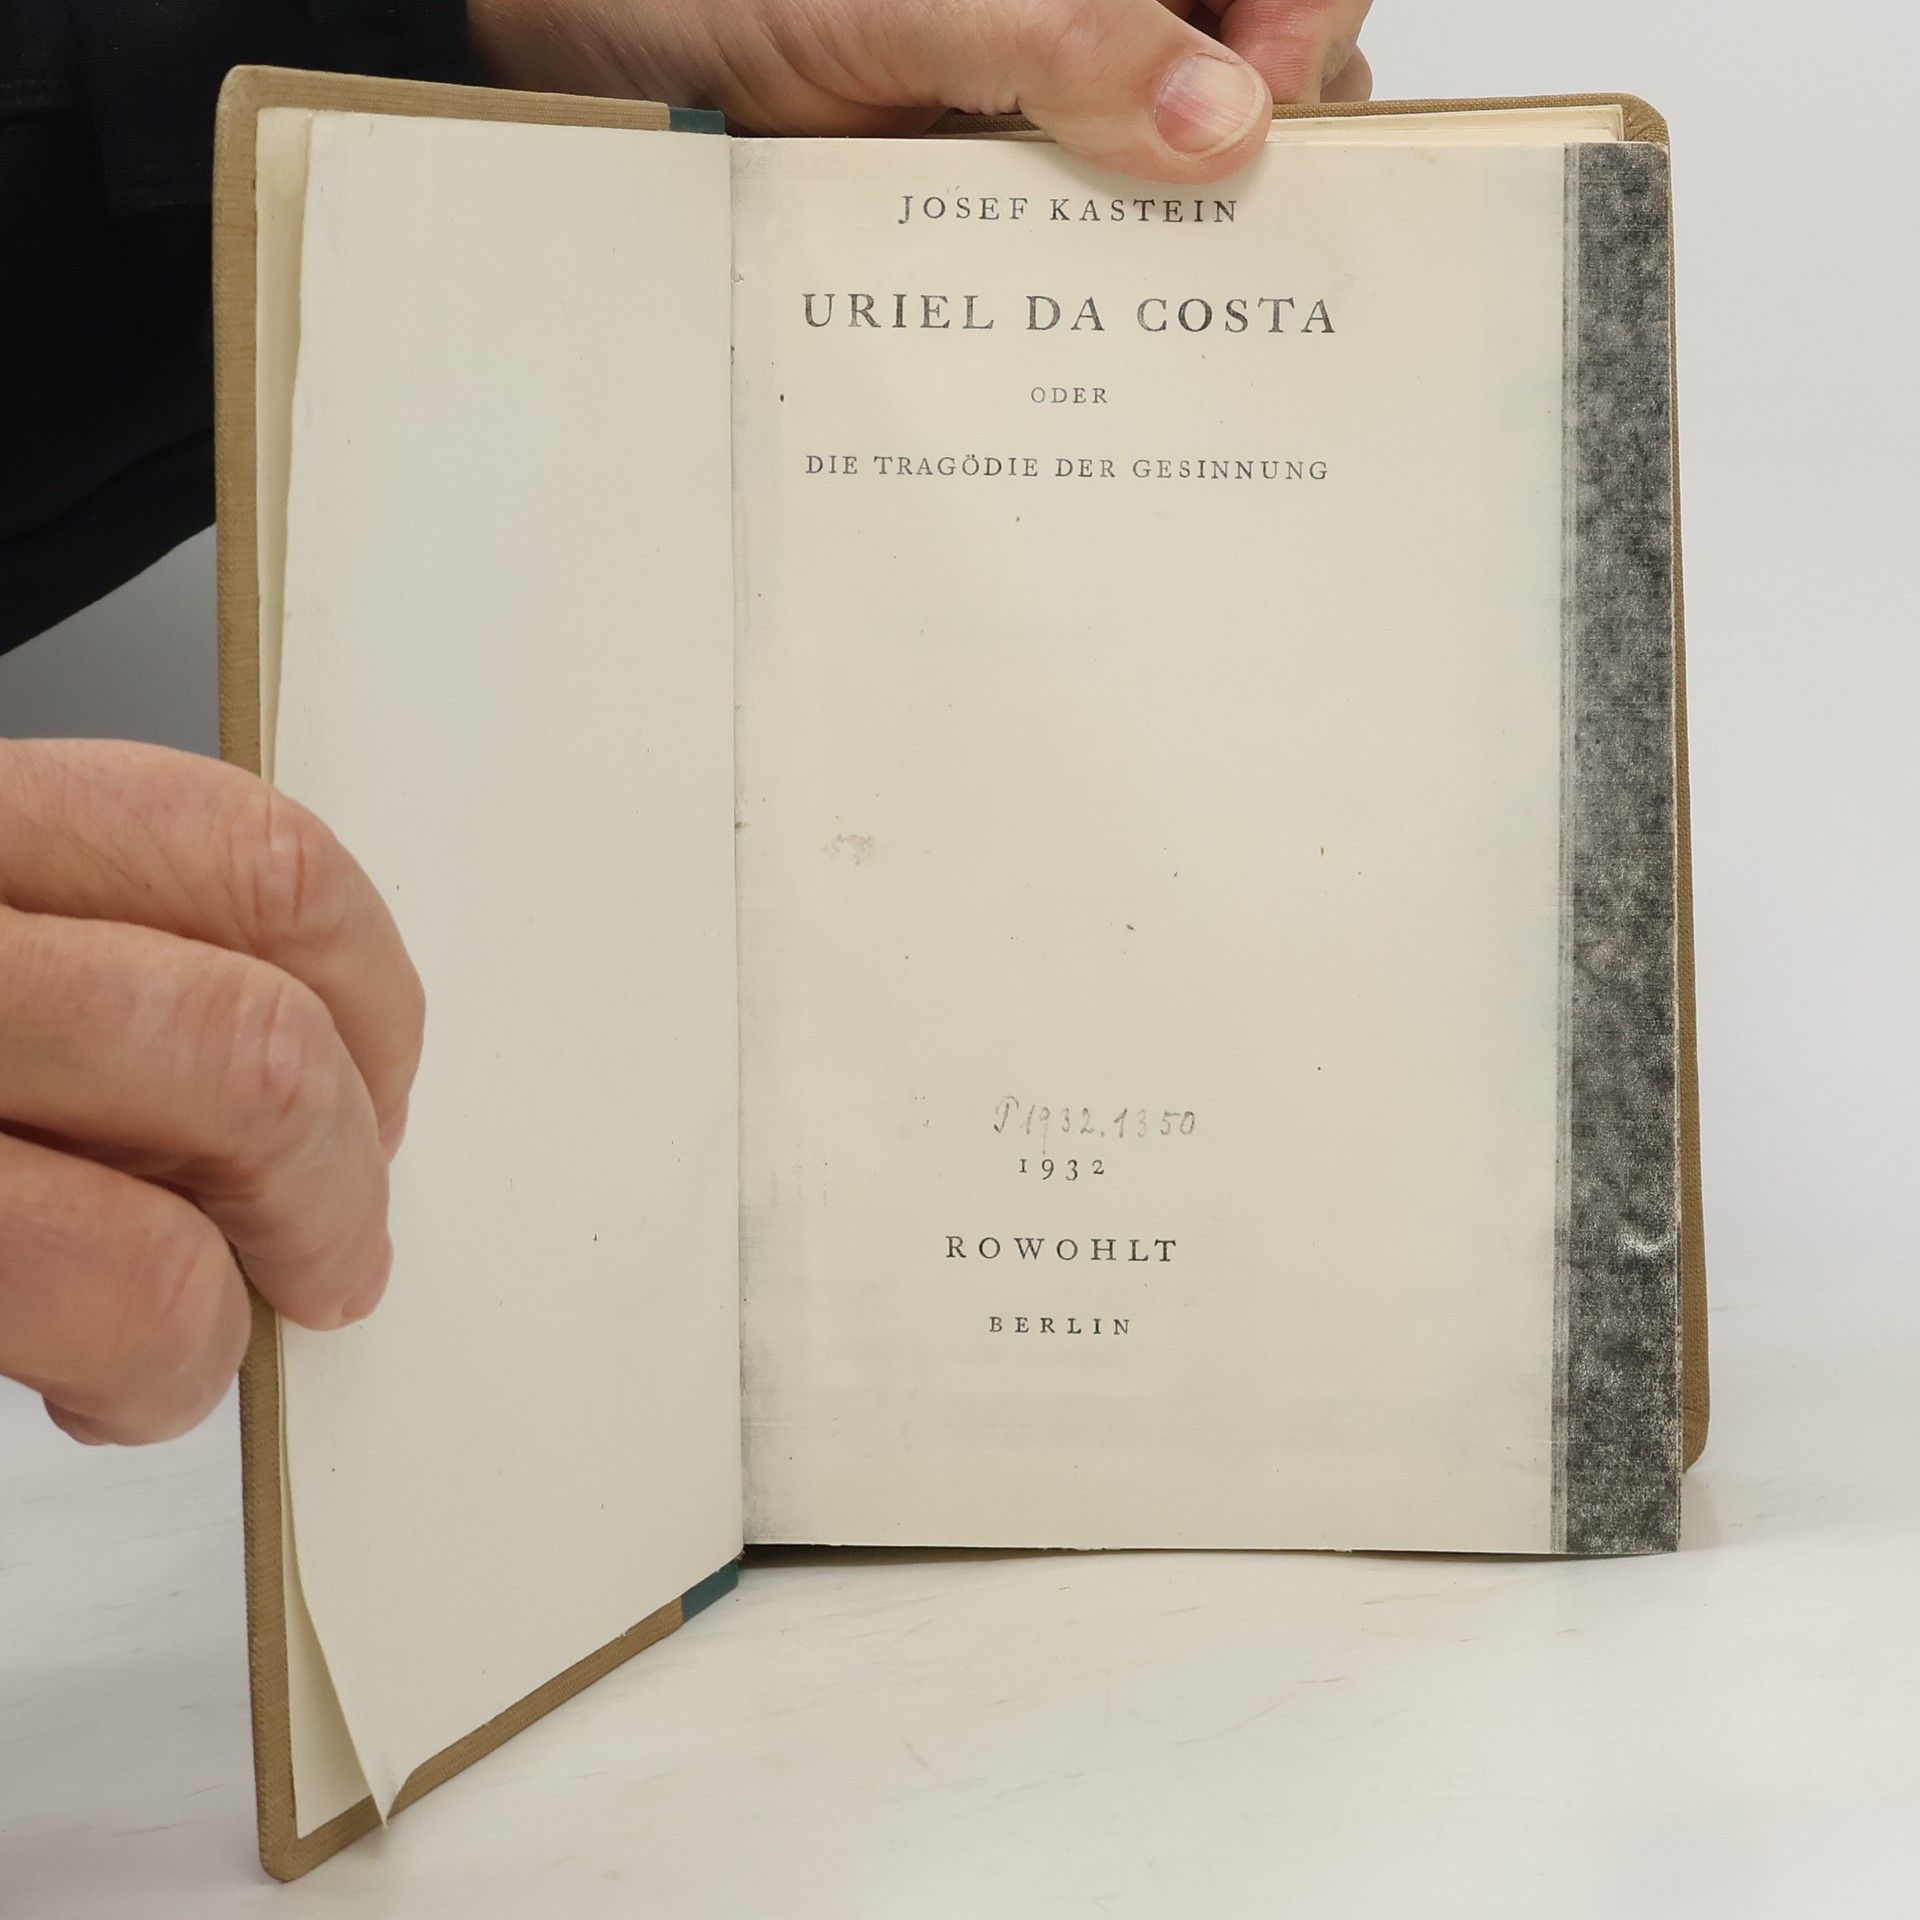 JOSEF KASTEIN
URIEL DA COSTA
ODER
DIE TRAGÖDIE DER GESINNUNG
P1932.1350
1932
ROWOHLT
BERLIN